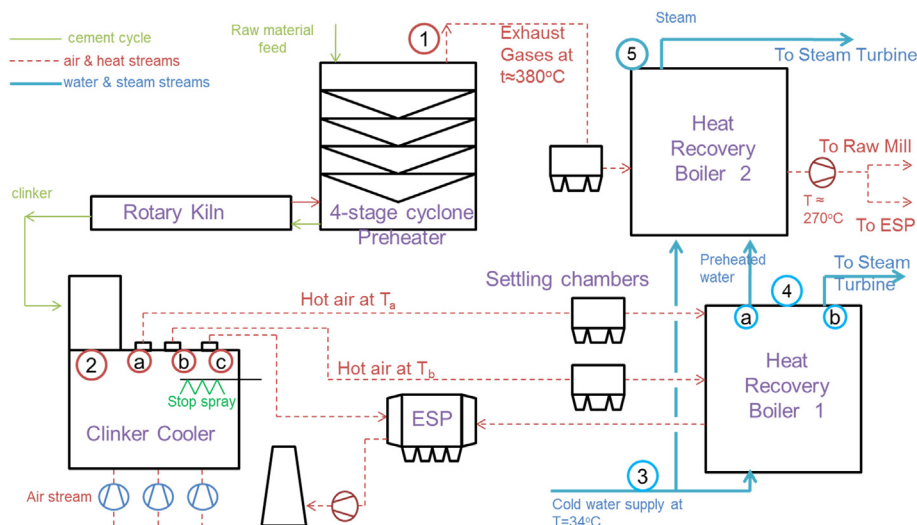 cement cycle
air & heat streams
water & steam streams
Raw material
feed
1
Exhaust
Gases at
t≈380°C
Steam
5
To Steam Turbine
Heat
Recovery
Boiler 2
To Raw Mill
T ≈
270°C
To ESP
clinker
Rotary Kiln
4-stage cyclone
Preheater
Preheated
water
To Steam
Turbine
Settling chambers
Hot air at Ta
4
a
b
2
a
b
c
Hot air at Tb
Stop spray
Heat
Recovery
Boiler 1
ESP
Clinker Cooler
3
Air stream
Cold water supply at
T=34°C